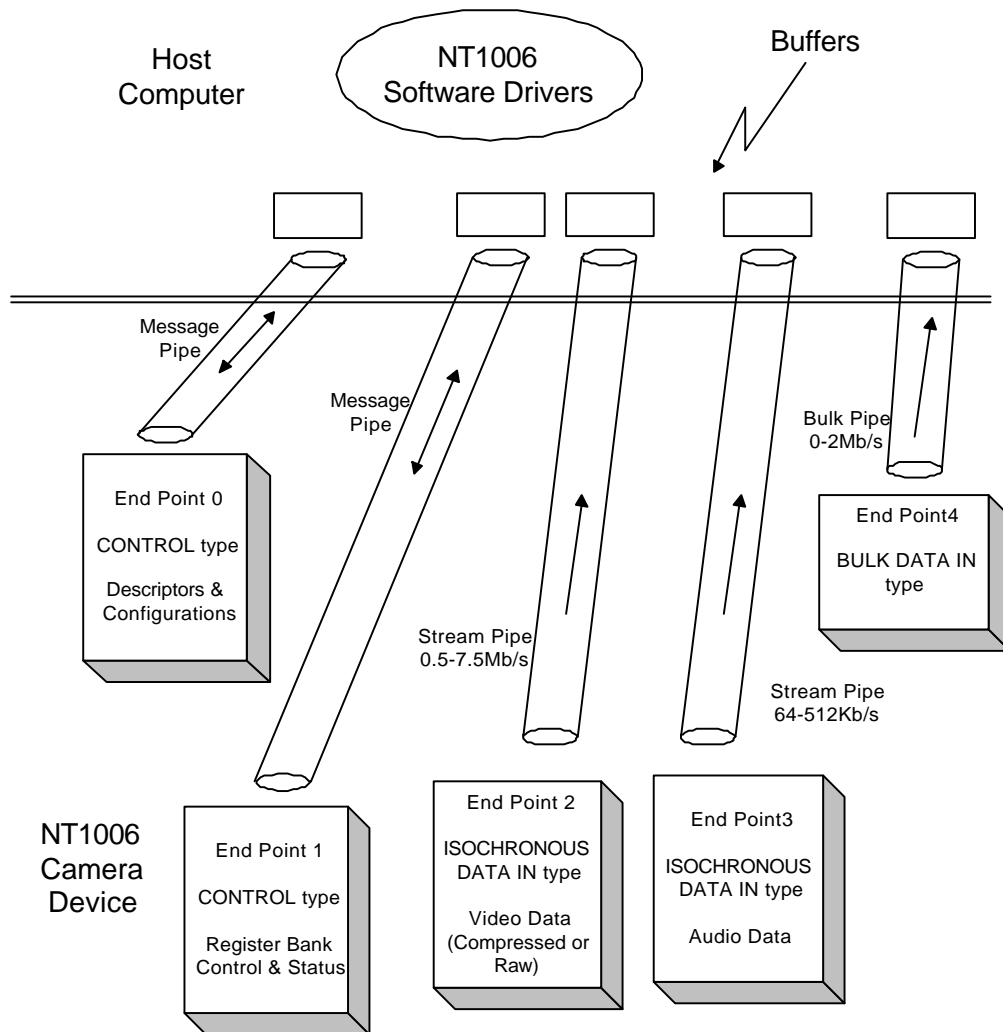 Host
Computer
NT1006
Software Drivers
Buffers
Message
Pipe
Message
Pipe
Bulk Pipe
0-2Mb/s
End Point 0
CONTROL type
Descriptors &
Configurations
End Point4
BULK DATA IN
type
Stream Pipe
0.5-7.5Mb/s
Stream Pipe
64-512Kb/s
NT1006
Camera
Device
End Point 1
CONTROL type
Register Bank
Control & Status
End Point 2
ISOCHRONOUS
DATA IN type
Video Data
(Compressed or
Raw)
End Point3
ISOCHRONOUS
DATA IN type
Audio Data